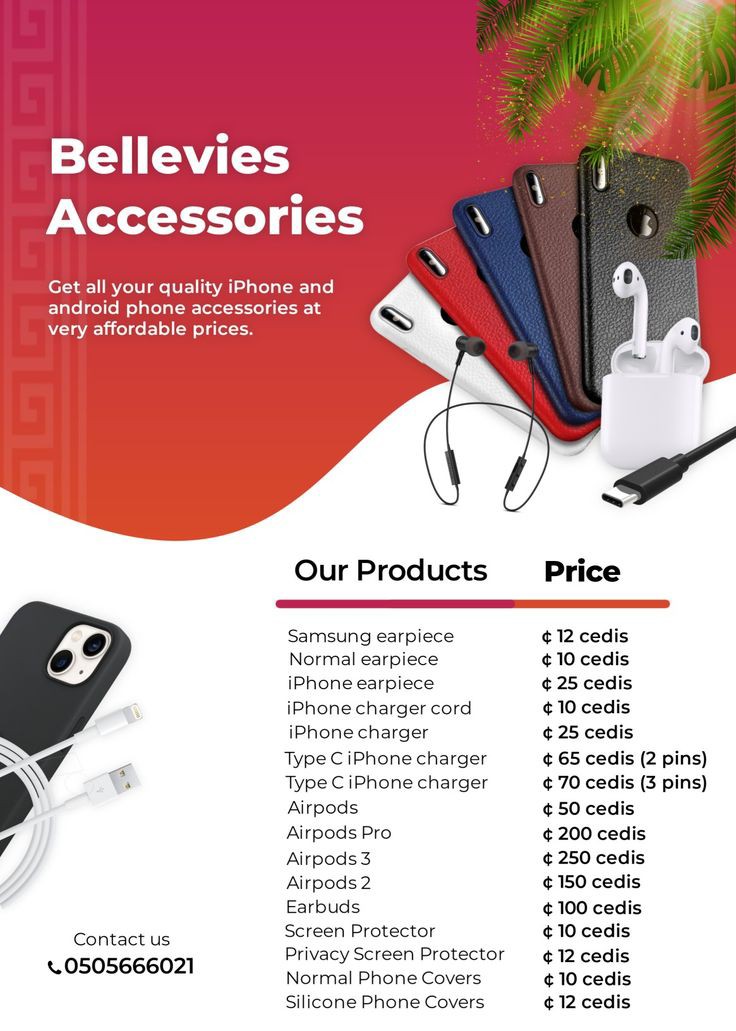 Bellevies
Accessories
Get all your quality iPhone and
android phone accessories at
very affordable prices.
Our Products Price
Samsung earpiece ¢ 12 cedis
Normal earpiece ¢ 10 cedis
iPhone earpiece ¢ 25 cedis
iPhone charger cord ¢ 10 cedis
iPhone charger ¢ 25 cedis
Type C iPhone charger ¢ 65 cedis (2 pins)
Type C iPhone charger ¢ 70 cedis (3 pins)
Airpods ¢ 50 cedis
Airpods Pro ¢ 200 cedis
Airpods 3 ¢ 250 cedis
Airpods 2 ¢ 150 cedis
Earbuds ¢ 100 cedis
Screen Protector ¢ 10 cedis
Privacy Screen Protector ¢ 12 cedis
Normal Phone Covers ¢ 10 cedis
Silicone Phone Covers ¢ 12 cedis
Contact us
0505666021